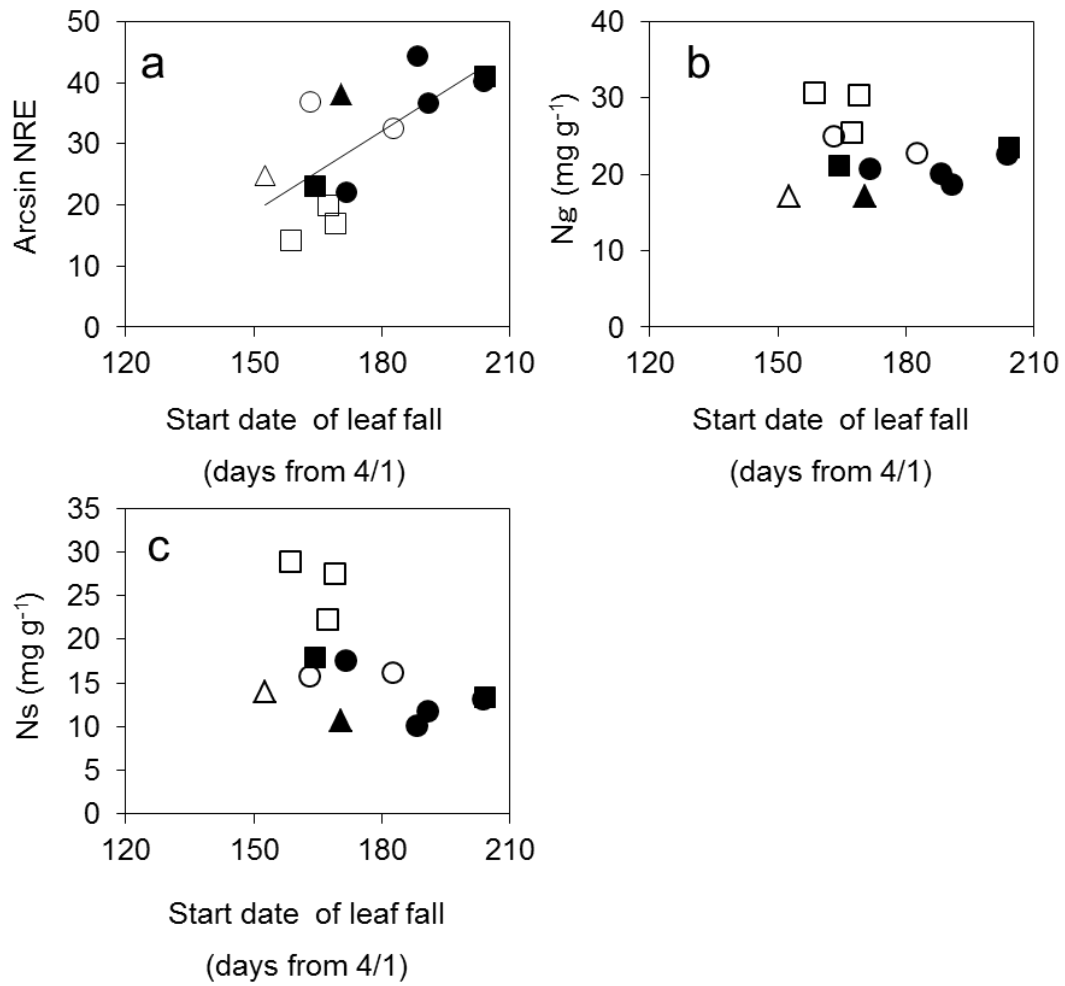 50
40
30
20
10
0
a
Arcsin NRE
120 150 180 210
Start date of leaf fall
(days from 4/1)
40
30
20
10
0
b
Ng (mg g⁻¹)
120 150 180 210
Start date of leaf fall
(days from 4/1)
35
30
25
20
15
10
5
0
c
Ns (mg g⁻¹)
120 150 180 210
Start date of leaf fall
(days from 4/1)